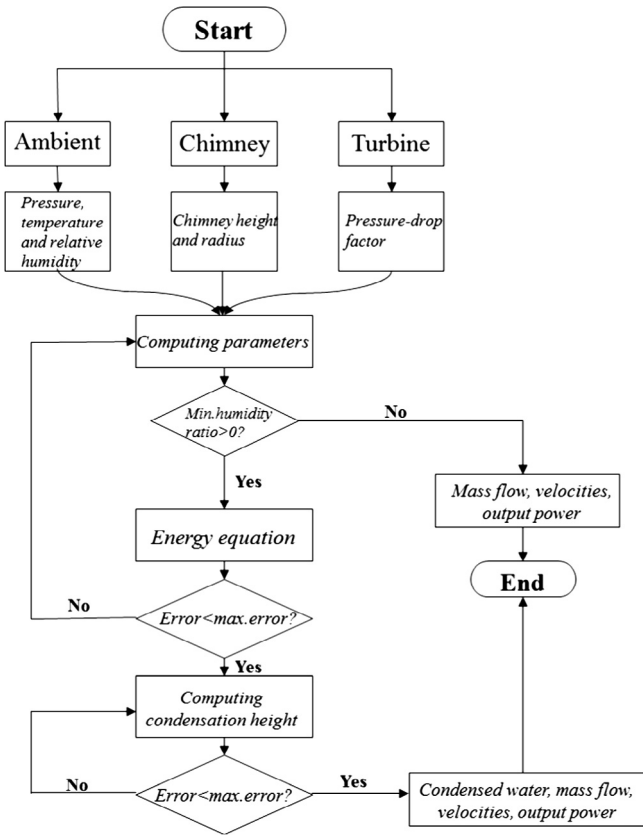 Start
Ambient
Chimney
Turbine
Pressure,
temperature
and relative
humidity
Chimney height
and radius
Pressure-drop
factor
Computing parameters
Min.humidity
ratio>0?
No
Yes
Mass flow, velocities,
output power
Energy equation
End
No
Error<max.error?
Yes
Computing
condensation height
No
Error<max.error?
Yes
Condensed water, mass flow,
velocities, output power